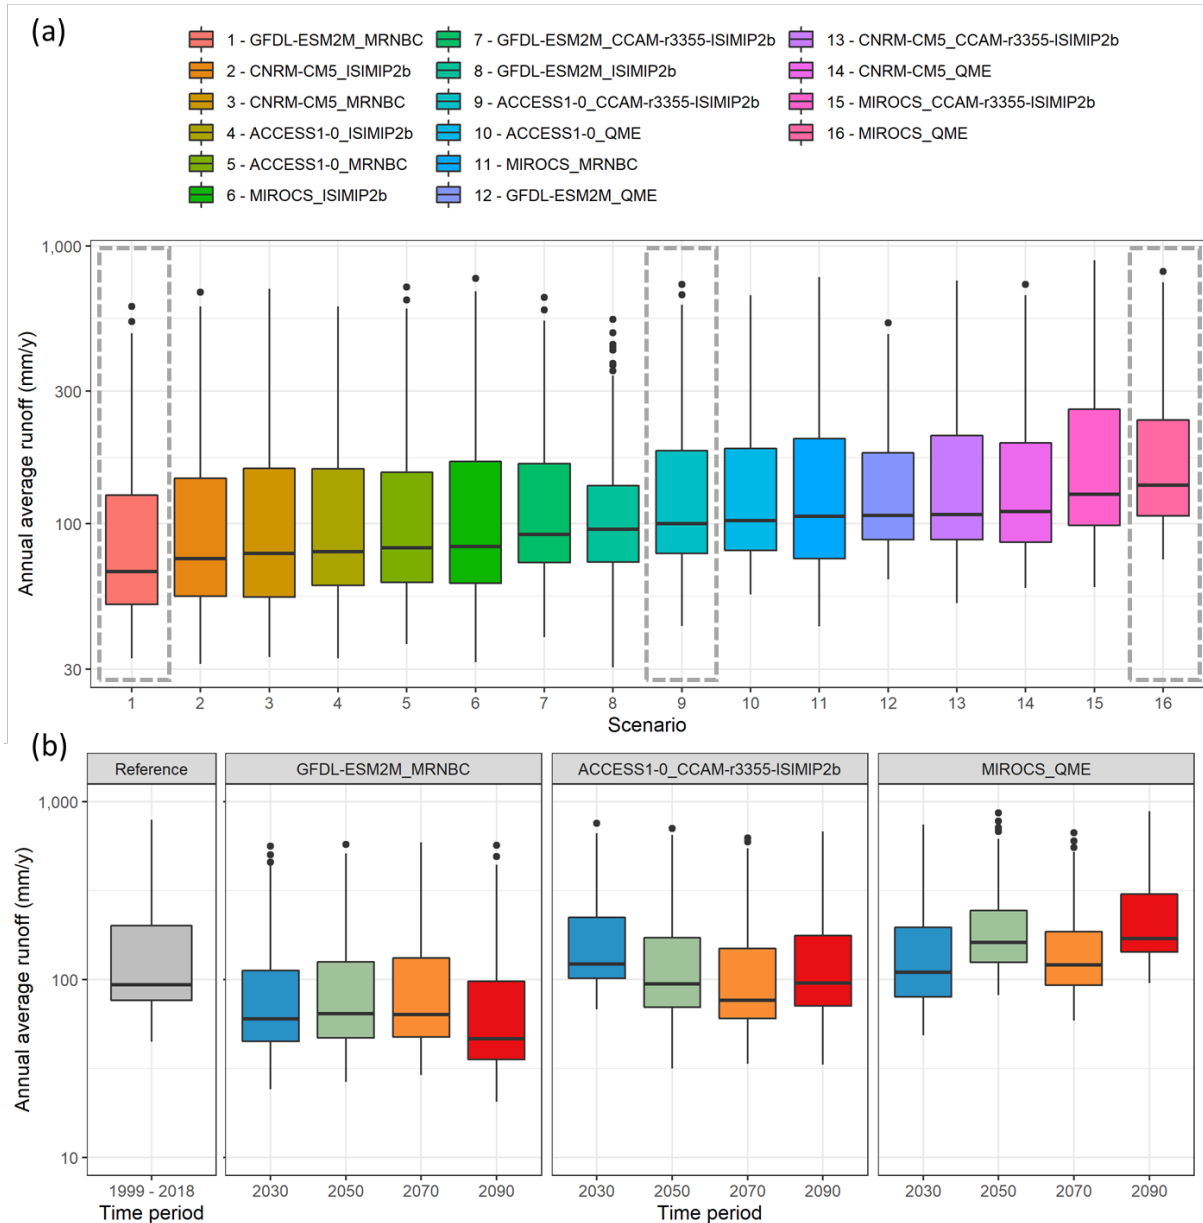 (a)
1 - GFDL-ESM2M_MRNBC
2 - CNRM-CM5_ISIMIP2b
3 - CNRM-CM5_MRNBC
4 - ACCESS1-0_ISIMIP2b
5 - ACCESS1-0_MRNBC
6 - MIROCS_ISIMIP2b
7 - GFDL-ESM2M_CCAM-r3355-ISIMIP2b
8 - GFDL-ESM2M_ISIMIP2b
9 - ACCESS1-0_CCAM-r3355-ISIMIP2b
10 - ACCESS1-0_QME
11 - MIROCS_MRNBC
12 - GFDL-ESM2M_QME
13 - CNRM-CM5_CCAM-r3355-ISIMIP2b
14 - CNRM-CM5_QME
15 - MIROCS_CCAM-r3355-ISIMIP2b
16 - MIROCS_QME
Annual average runoff (mm/y)
1,000
300
100
30
1 2 3 4 5 6 7 8 9 10 11 12 13 14 15 16
Scenario
(b)
Reference GFDL-ESM2M_MRNBC ACCESS1-0_CCAM-r3355-ISIMIP2b MIROCS_QME
Annual average runoff (mm/y)
1,000
100
10
1999 - 2018 2030 2050 2070 2090 2030 2050 2070 2090 2030 2050 2070 2090
Time period Time period